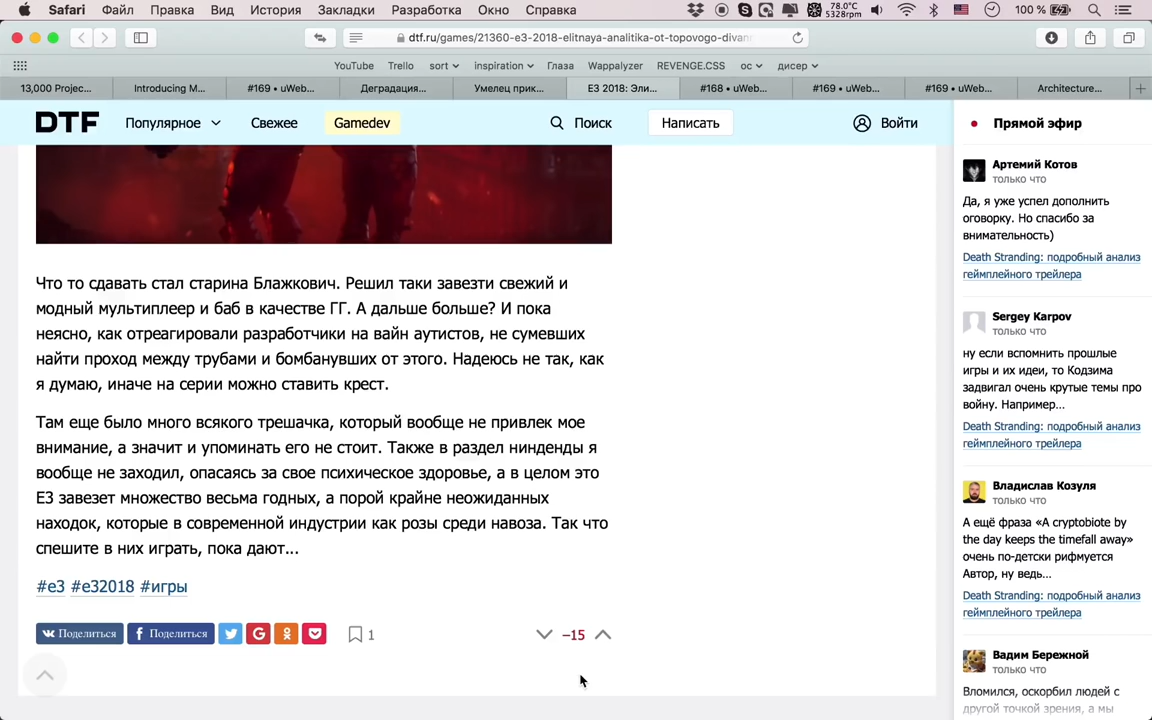 Safari Файл Правка Вид История Закладки Разработка Окно Справка 78.0°C 5328rpm 100 %
dtf.ru/games/21360-e3-2018-elitnaya-analitika-ot-topovogo-divann
YouTube Trello sort inspiration Глаза Wappalyzer REVENGE.CSS ос дисер
13,000 Projec... Introducing M... #169 • uWeb... Деградация... Умелец прик... E3 2018: Эли... #168 • uWeb... #169 • uWeb... #169 • uWeb... Architecture...
DTF Популярное Свежее Gamedev Поиск Написать Войти
Что то сдавать стал старина Блажкович. Решил таки завезти свежий и
модный мультиплеер и баб в качестве ГГ. А дальше больше? И пока
неясно, как отреагировали разработчики на вайн аутистов, не сумевших
найти проход между трубами и бомбанувших от этого. Надеюсь не так, как
я думаю, иначе на серии можно ставить крест.
Там еще было много всякого трешачка, который вообще не привлек мое
внимание, а значит и упоминать его не стоит. Также в раздел нинденды я
вообще не заходил, опасаясь за свое психическое здоровье, а в целом это
Е3 завезет множество весьма годных, а порой крайне неожиданных
находок, которые в современной индустрии как розы среди навоза. Так что
спешите в них играть, пока дают...
#e3 #e32018 #игры
Поделиться Поделиться 1 –15
Прямой эфир
Артемий Котов
только что
Да, я уже успел дополнить
оговорку. Но спасибо за
внимательность)
Death Stranding: подробный анализ
геймплейного трейлера
Sergey Karpov
только что
ну если вспомнить прошлые
игры и их идеи, то Кодзима
задвигал очень крутые темы про
войну. Например...
Death Stranding: подробный анализ
геймплейного трейлера
Владислав Козуля
только что
А ещё фраза «A cryptobiote by
the day keeps the timefall away»
очень по-детски рифмуется
Автор, ну ведь...
Death Stranding: подробный анализ
геймплейного трейлера
Вадим Бережной
только что
Вломился, оскорбил людей с
другой точкой зрения, а мы